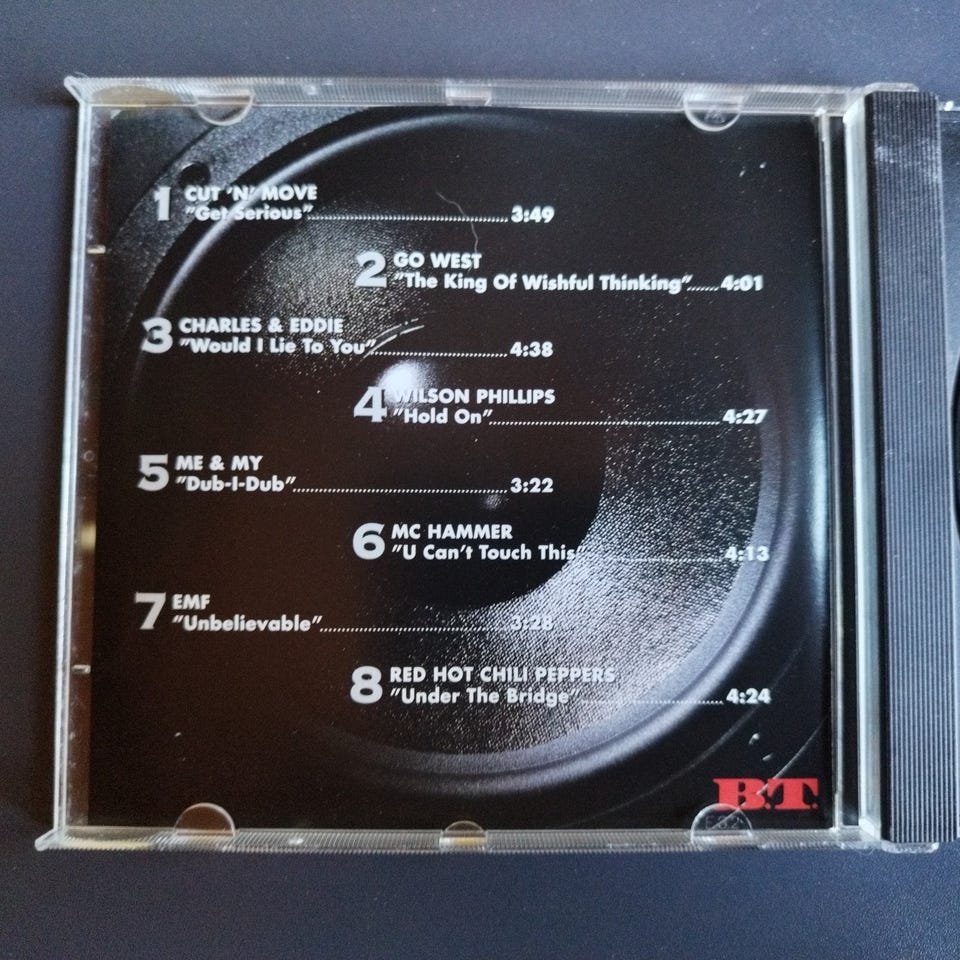 1 CUT 'N' MOVE
"Get Serious" 3:49
2 GO WEST
"The King Of Wishful Thinking" 4:01
3 CHARLES & EDDIE
"Would I Lie To You" 4:38
4 WILSON PHILLIPS
"Hold On" 4:27
5 ME & MY
"Dub-I-Dub" 3:22
6 MC HAMMER
"U Can't Touch This" 4:13
7 EMF
"Unbelievable" 3:28
8 RED HOT CHILI PEPPERS
"Under The Bridge" 4:24
B.T.